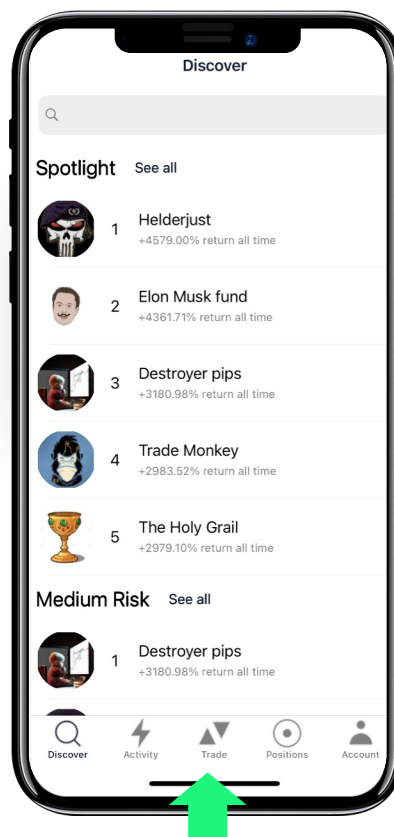 Discover
Spotlight See all
1
Helderjust
+4579.00% return all time
2
Elon Musk fund
+4361.71% return all time
3
Destroyer pips
+3180.98% return all time
4
Trade Monkey
+2983.52% return all time
5
The Holy Grail
+2979.10% return all time
Medium Risk See all
1
Destroyer pips
+3180.98% return all time
Discover Activity Trade Positions Account